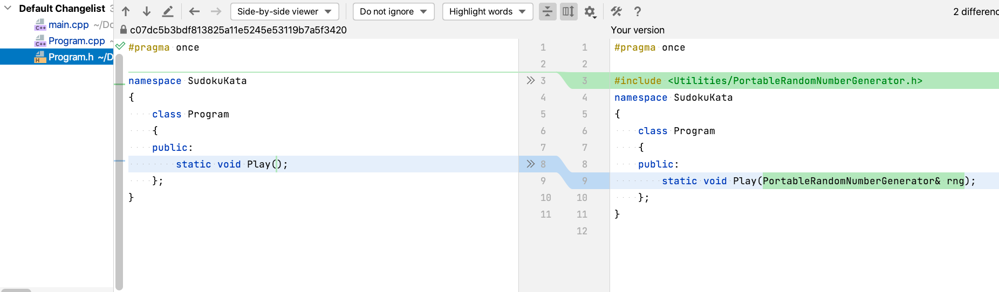 Default Changelist 3
main.cpp ~/Do
Program.cpp
Program.h ~/D
Side-by-side viewer
Do not ignore
Highlight words
?
2 differenc
c07dc5b3bdf813825a11e5245e53119b7a5f3420
Your version
#pragma once
namespace SudokuKata
{
class Program
{
public:
static void Play();
};
}
1 1
2 2
3 3
4 4
5 5
6 6
7 7
8 8
9 9
10 10
11 11
12
#pragma once
#include <Utilities/PortableRandomNumberGenerator.h>
namespace SudokuKata
{
class Program
{
public:
static void Play(PortableRandomNumberGenerator& rng);
};
}